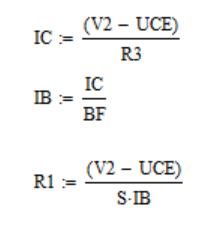 IC := (V2 − UCE) / R3
IB := IC / BF
R1 := (V2 − UCE) / S·IB